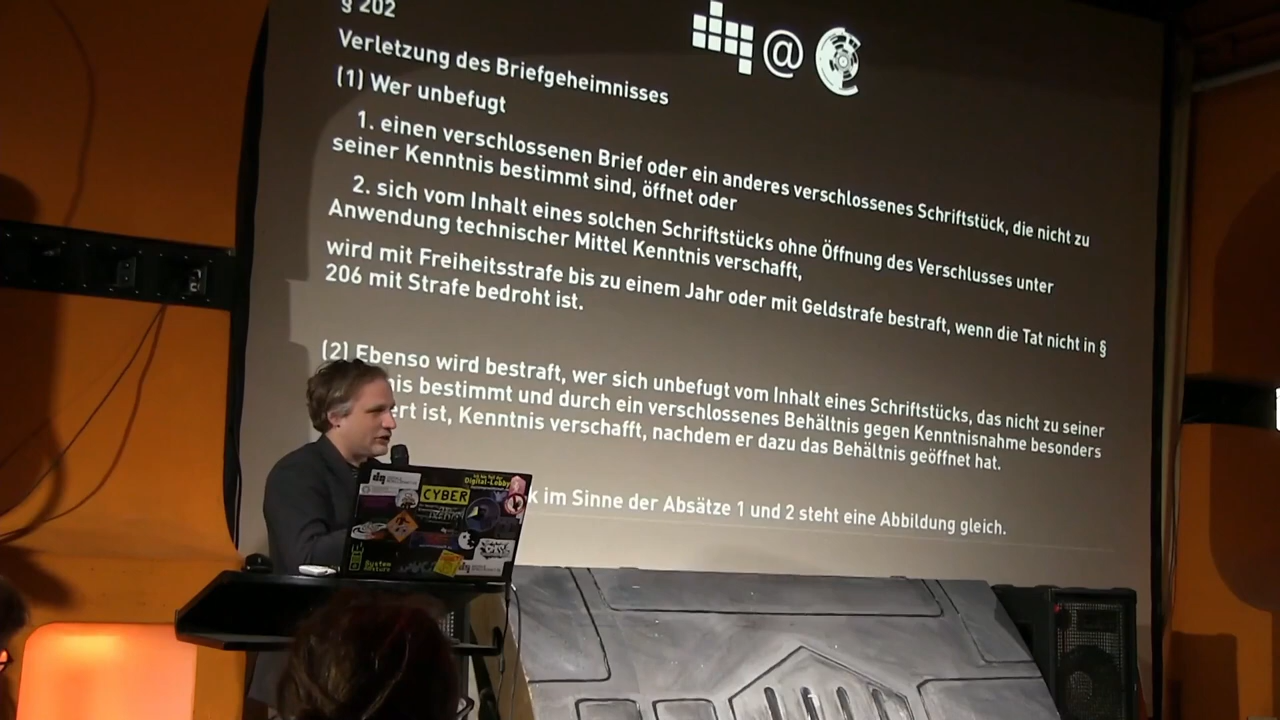 § 202
@
Verletzung des Briefgeheimnisses
(1) Wer unbefugt
1. einen verschlossenen Brief oder ein anderes verschlossenes Schriftstück, die nicht zu
seiner Kenntnis bestimmt sind, öffnet oder
2. sich vom Inhalt eines solchen Schriftstücks ohne Öffnung des Verschlusses unter
Anwendung technischer Mittel Kenntnis verschafft,
wird mit Freiheitsstrafe bis zu einem Jahr oder mit Geldstrafe bestraft, wenn die Tat nicht in §
206 mit Strafe bedroht ist.
(2) Ebenso wird bestraft, wer sich unbefugt vom Inhalt eines Schriftstücks, das nicht zu seiner
nis bestimmt und durch ein verschlossenes Behältnis gegen Kenntnisnahme besonders
ert ist, Kenntnis verschafft, nachdem er dazu das Behältnis geöffnet hat.
k im Sinne der Absätze 1 und 2 steht eine Abbildung gleich.
Digital-Lobby
CYBER
System